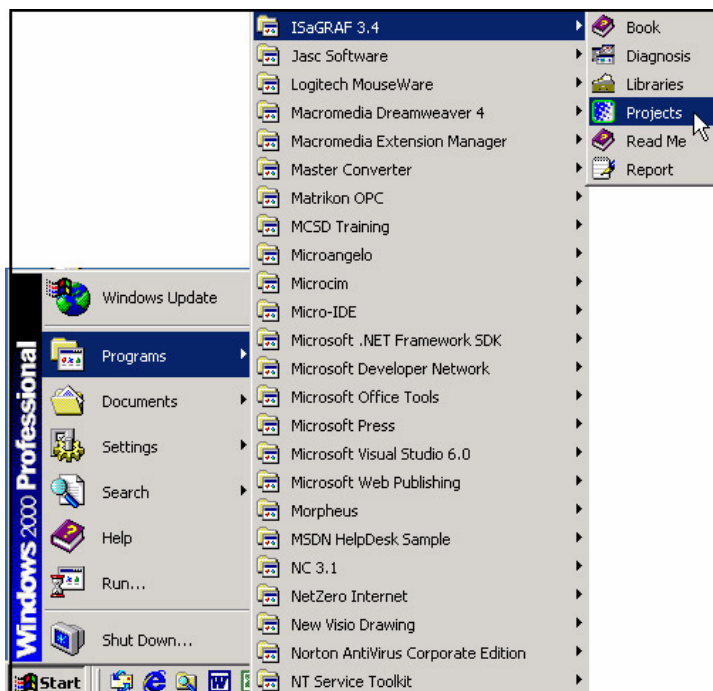 ISaGRAF 3.4
Jasc Software
Logitech MouseWare
Macromedia Dreamweaver 4
Macromedia Extension Manager
Master Converter
Matrikon OPC
MCSD Training
Microangelo
Microcim
Micro-IDE
Microsoft .NET Framework SDK
Microsoft Developer Network
Microsoft Office Tools
Microsoft Press
Microsoft Visual Studio 6.0
Microsoft Web Publishing
Morpheus
MSDN HelpDesk Sample
NC 3.1
NetZero Internet
New Visio Drawing
Norton AntiVirus Corporate Edition
NT Service Toolkit
Book
Diagnosis
Libraries
Projects
Read Me
Report
Windows 2000 Professional
Windows Update
Programs
Documents
Settings
Search
Help
Run...
Shut Down...
Start